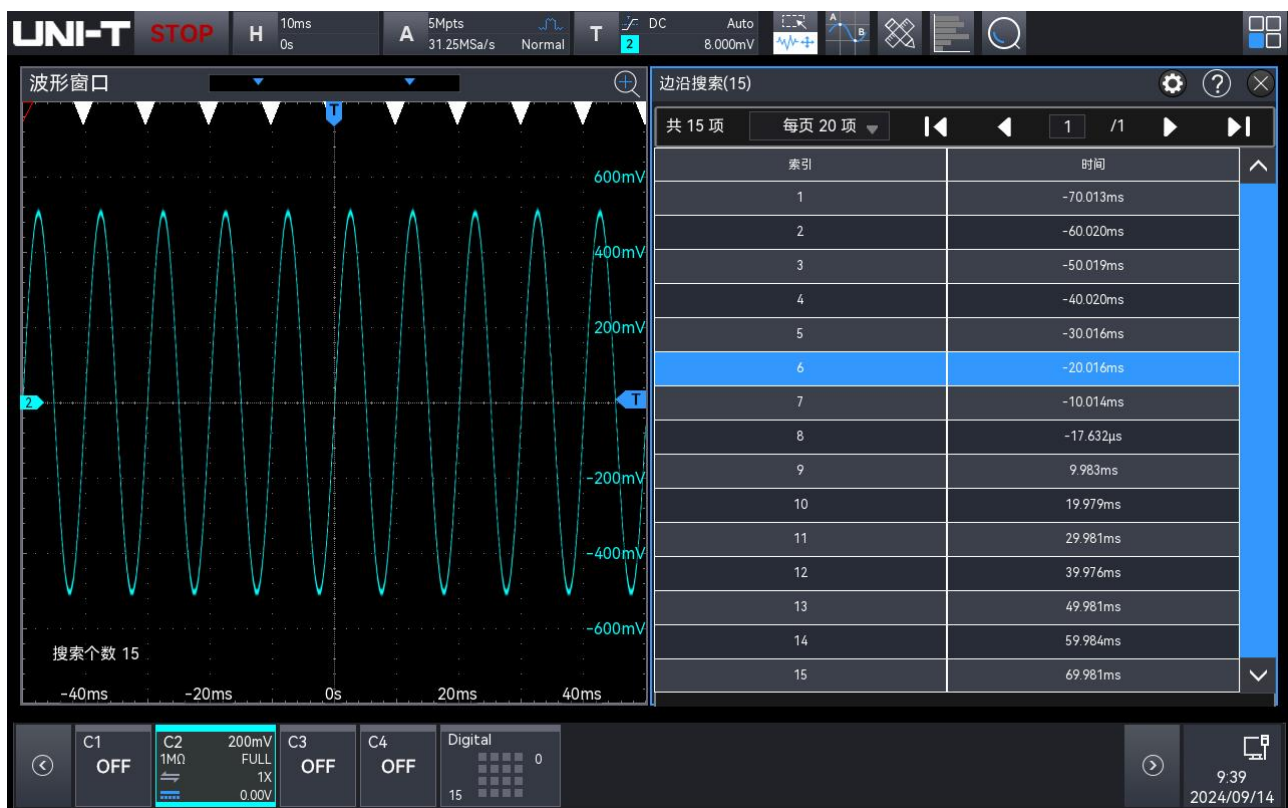 UNI-T
STOP
H
10ms
0s
A
5Mpts
31.25MSa/s
Normal
T
DC
Auto
2
8.000mV
A
B
波形窗口
T
600mV
400mV
200mV
2
T
-200mV
-400mV
-600mV
搜索个数 15
-40ms
-20ms
0s
20ms
40ms
边沿搜索(15)
?
共 15 项
每页 20 项
1
/1
索引 时间
1 -70.013ms
2 -60.020ms
3 -50.019ms
4 -40.020ms
5 -30.016ms
6 -20.016ms
7 -10.014ms
8 -17.632μs
9 9.983ms
10 19.979ms
11 29.981ms
12 39.976ms
13 49.981ms
14 59.984ms
15 69.981ms
C1
OFF
C2 200mV
1MΩ FULL
1X
0.00V
C3
OFF
C4
OFF
Digital
0
15
9:39
2024/09/14